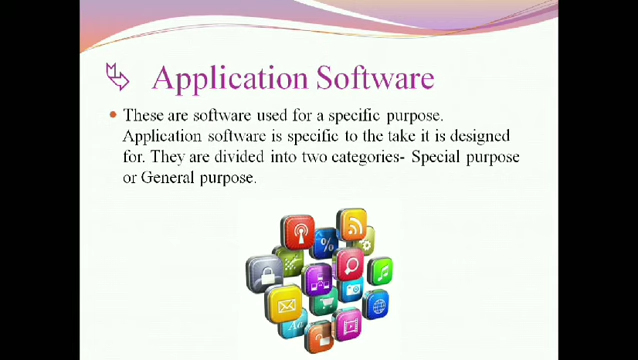 Application Software
These are software used for a specific purpose.
Application software is specific to the take it is designed
for. They are divided into two categories- Special purpose
or General purpose.